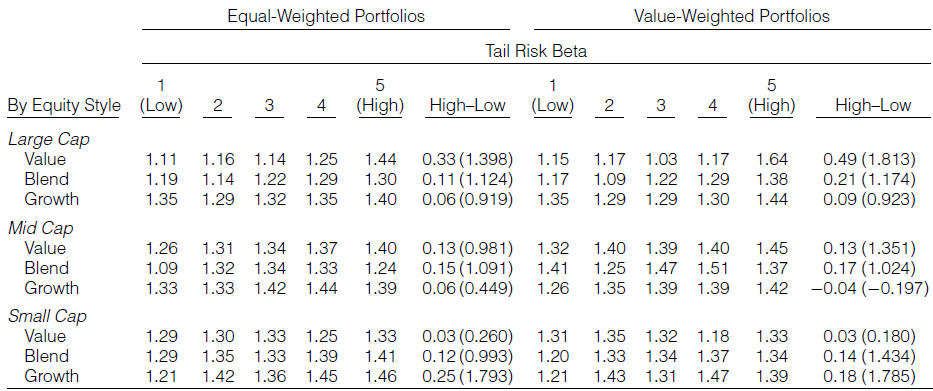 Equal-Weighted Portfolios Value-Weighted Portfolios
Tail Risk Beta
1 5 1 5
By Equity Style (Low) 2 3 4 (High) High–Low (Low) 2 3 4 (High) High–Low
Large Cap
Value 1.11 1.16 1.14 1.25 1.44 0.33 (1.398) 1.15 1.17 1.03 1.17 1.64 0.49 (1.813)
Blend 1.19 1.14 1.22 1.29 1.30 0.11 (1.124) 1.17 1.09 1.22 1.29 1.38 0.21 (1.174)
Growth 1.35 1.29 1.32 1.35 1.40 0.06 (0.919) 1.35 1.29 1.29 1.30 1.44 0.09 (0.923)
Mid Cap
Value 1.26 1.31 1.34 1.37 1.40 0.13 (0.981) 1.32 1.40 1.39 1.40 1.45 0.13 (1.351)
Blend 1.09 1.32 1.34 1.33 1.24 0.15 (1.091) 1.41 1.25 1.47 1.51 1.37 0.17 (1.024)
Growth 1.33 1.33 1.42 1.44 1.39 0.06 (0.449) 1.26 1.35 1.39 1.39 1.42 −0.04 (−0.197)
Small Cap
Value 1.29 1.30 1.33 1.25 1.33 0.03 (0.260) 1.31 1.35 1.32 1.18 1.33 0.03 (0.180)
Blend 1.29 1.35 1.33 1.39 1.41 0.12 (0.993) 1.20 1.33 1.34 1.37 1.34 0.14 (1.434)
Growth 1.21 1.42 1.36 1.45 1.46 0.25 (1.793) 1.21 1.43 1.31 1.47 1.39 0.18 (1.785)